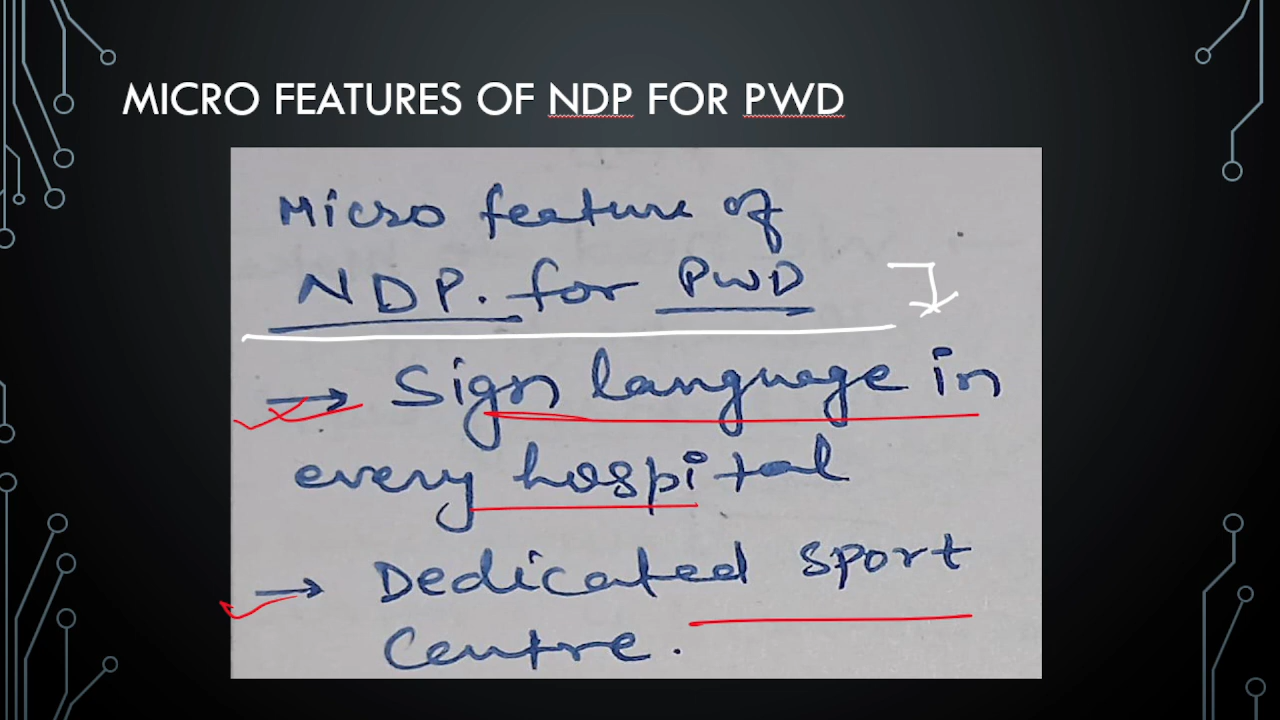 MICRO FEATURES OF NDP FOR PWD
Micro feature of
NDP. for PWD
→ Sign language in
every hospital
→ Dedicated sport
Centre.